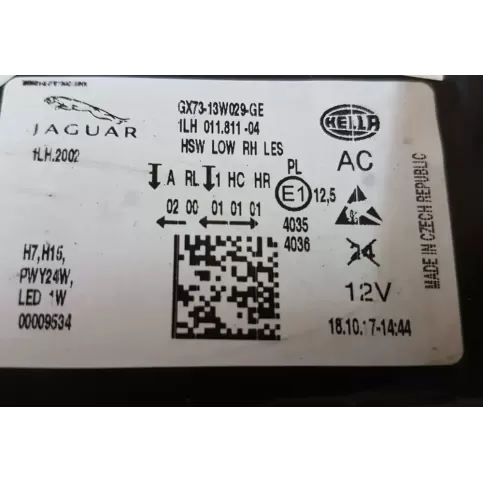 GX73-13W029-GE
JAGUAR
1LH 011.811 -04
HELLA
HSW LOW RH LES
1LH.2002
PL
AC
A RL 1 HC HR
E1
12,5
02 00 01 01 01
4035
4036
24
H7,H15,
PWY24W,
LED 1W
12V
00009534
18.10.17-14:44
MADE IN CZECH REPUBLIC